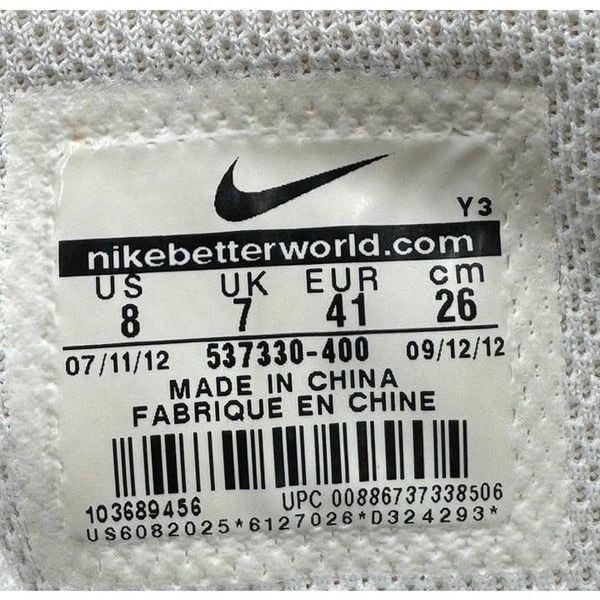 Y3
nikebetterworld.com
US UK EUR cm
8 7 41 26
07/11/12 537330-400 09/12/12
MADE IN CHINA
FABRIQUE EN CHINE
103689456 UPC 00886737338506
US6082025*6127026*D324293*